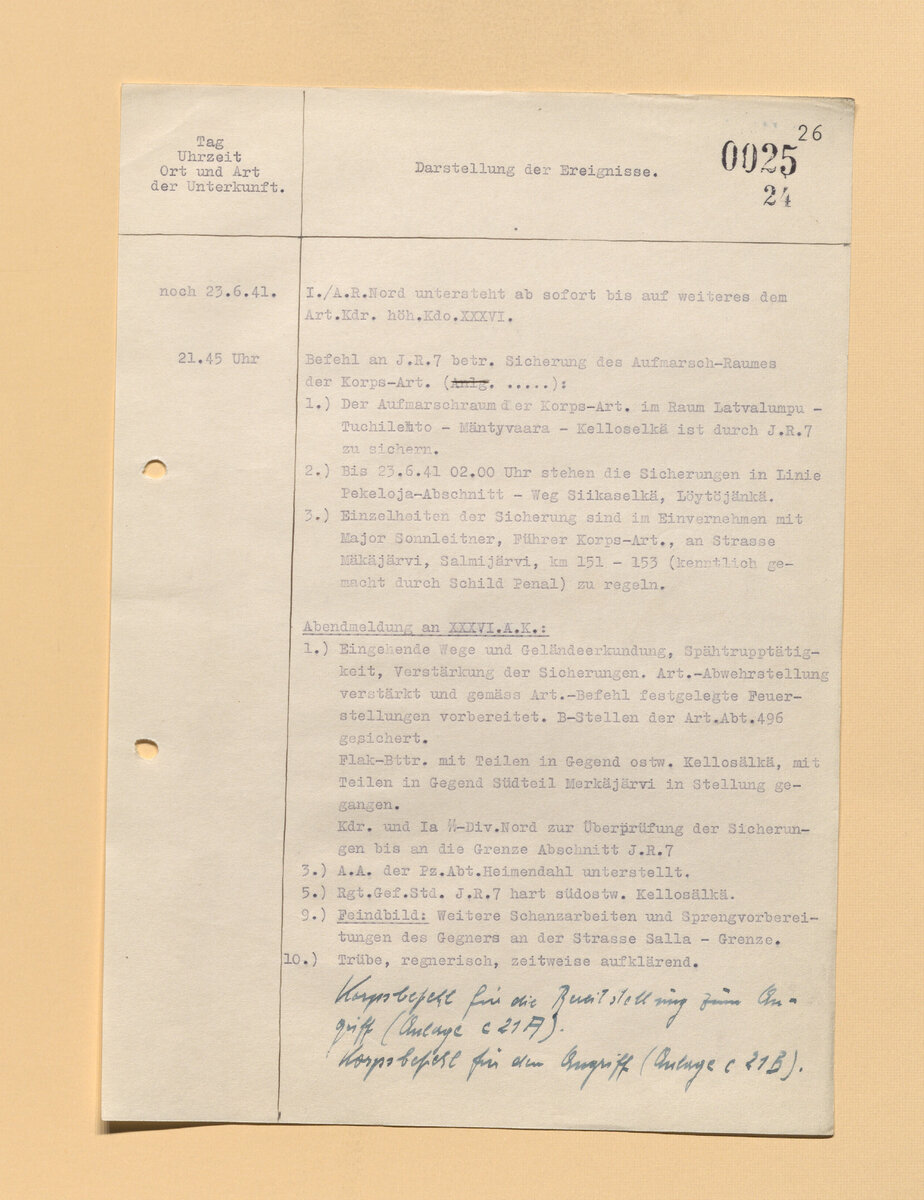 26
0025
24
Tag
Uhrzeit
Ort und Art
der Unterkunft.
Darstellung der Ereignisse.
noch 23.6.41.
I./A.R.Nord untersteht ab sofort bis auf weiteres dem
Art.Kdr. höh.Kdo.XXXVI.
21.45 Uhr
Befehl an J.R.7 betr. Sicherung des Aufmarsch-Raumes
der Korps-Art. (Anlg. .....):
1.) Der Aufmarschraum der Korps-Art. im Raum Latvalumpu -
Tuchilehto - Mäntyvaara - Kelloselkä ist durch J.R.7
zu sichern.
2.) Bis 23.6.41 02.00 Uhr stehen die Sicherungen in Linie
Pekeloja-Abschnitt - Weg Siikaselkä, Löytöjänkä.
3.) Einzelheiten der Sicherung sind im Einvernehmen mit
Major Sonnleitner, Führer Korps-Art., an Strasse
Mäkäjärvi, Salmijärvi, km 151 - 153 (kenntlich ge-
macht durch Schild Penal) zu regeln.
Abendmeldung an XXXVI.A.K.:
1.) Eingehende Wege und Geländeerkundung, Spähtrupptätig-
keit, Verstärkung der Sicherungen. Art.-Abwehrstellung
verstärkt und gemäss Art.-Befehl festgelegte Feuer-
stellungen vorbereitet. B-Stellen der Art.Abt.496
gesichert.
Flak-Bttr. mit Teilen in Gegend ostw. Kellosälkä, mit
Teilen in Gegend Südteil Merkäjärvi in Stellung ge-
gangen.
Kdr. und Ia ᛋᛋ-Div.Nord zur Überprüfung der Sicherun-
gen bis an die Grenze Abschnitt J.R.7
3.) A.A. der Pz.Abt.Heimendahl unterstellt.
5.) Rgt.Gef.Std. J.R.7 hart südostw. Kellosälkä.
9.) Feindbild: Weitere Schanzarbeiten und Sprengvorberei-
tungen des Gegners an der Strasse Salla - Grenze.
10.) Trübe, regnerisch, zeitweise aufklärend.
Korpsbefehl für die Bereitstellung zum An-
griff (Anlage c 21 A).
Korpsbefehl für den Angriff (Anlage c 21 B).